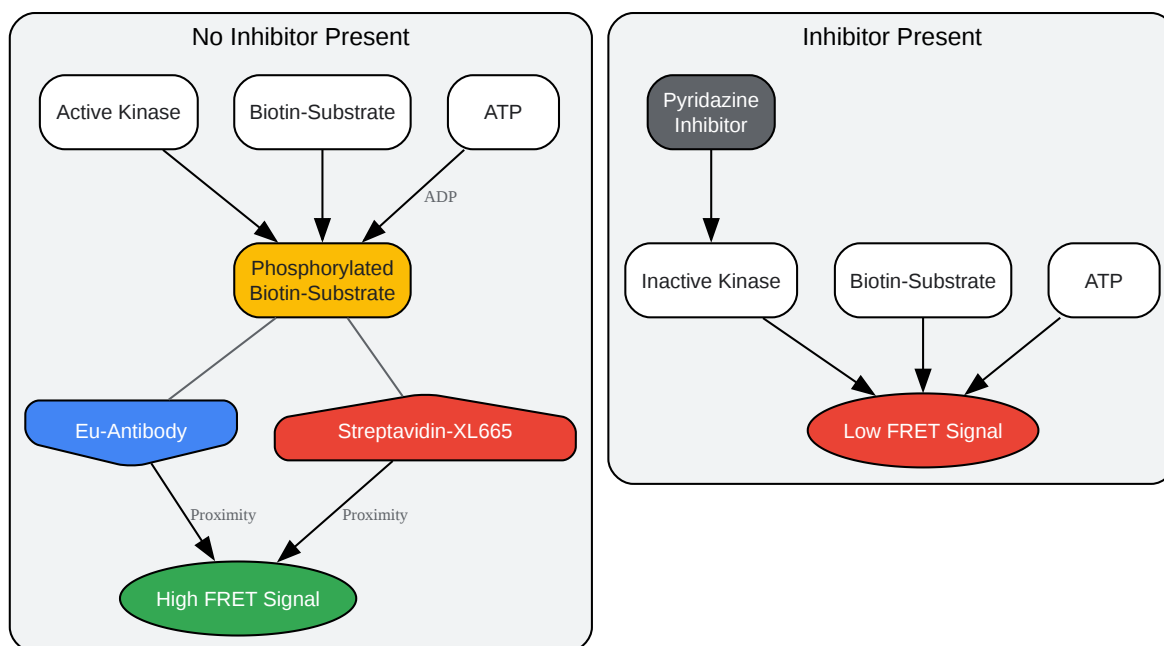 No Inhibitor Present
Active Kinase
Biotin-Substrate
ATP
ADP
Phosphorylated
Biotin-Substrate
Eu-Antibody
Streptavidin-XL665
Proximity
Proximity
High FRET Signal
Inhibitor Present
Pyridazine
Inhibitor
Inactive Kinase
Biotin-Substrate
ATP
Low FRET Signal